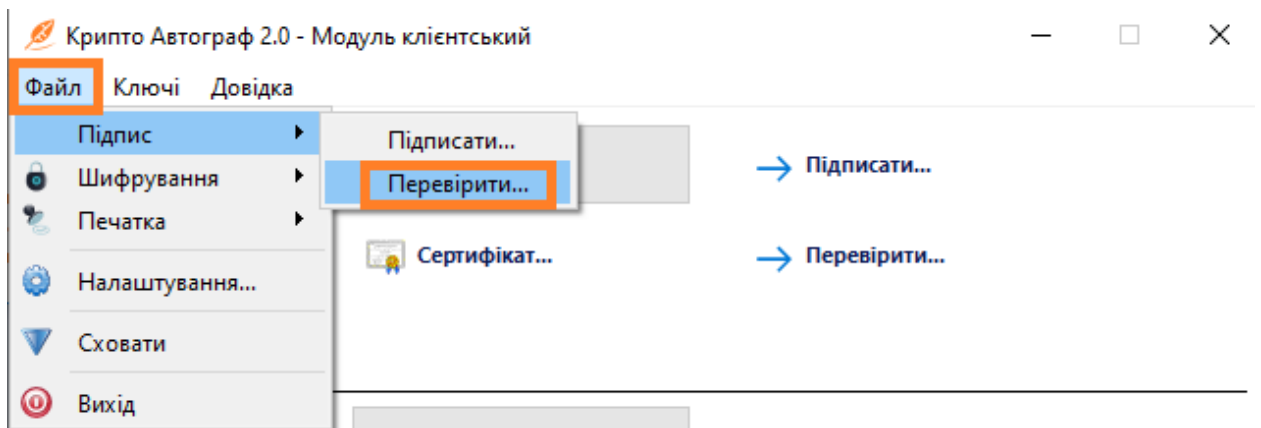 Крипто Автограф 2.0 - Модуль клієнтський
Файл Ключі Довідка
Підпис
Шифрування
Печатка
Налаштування...
Сховати
Вихід
Підписати...
Перевірити...
Підписати...
Сертифікат...
Перевірити...